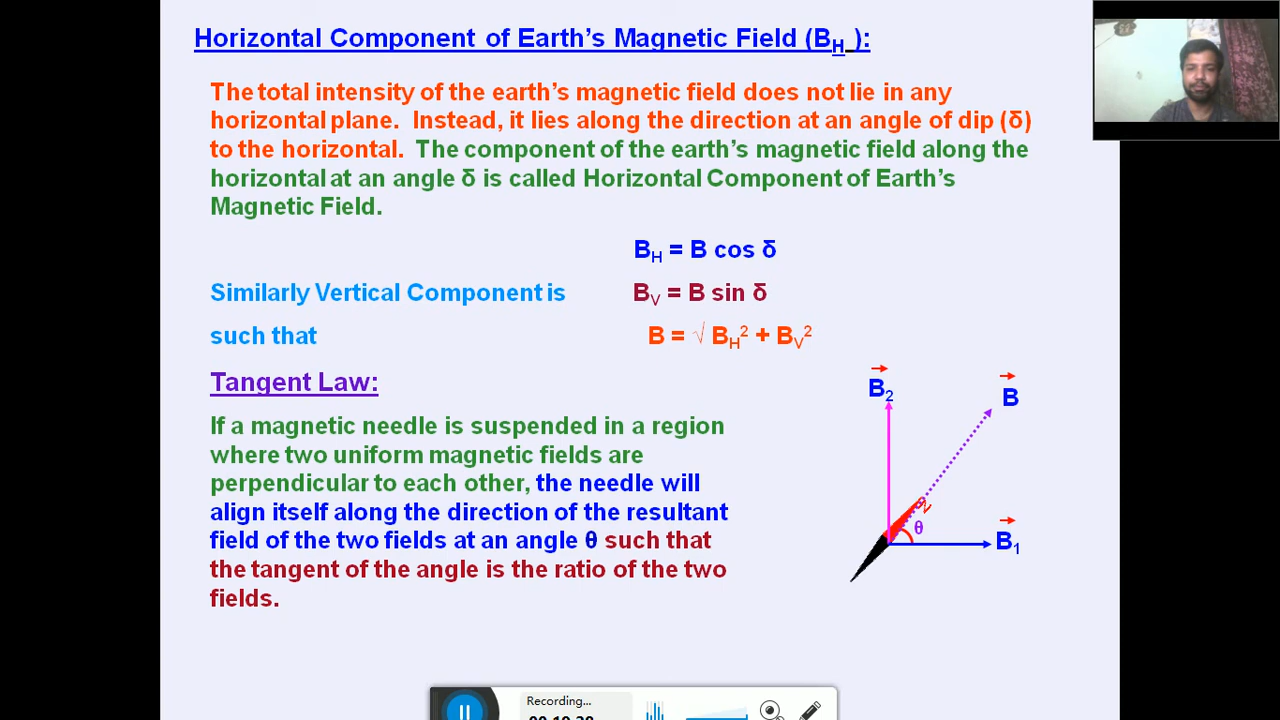 Horizontal Component of Earth’s Magnetic Field (BH ):
The total intensity of the earth’s magnetic field does not lie in any
horizontal plane. Instead, it lies along the direction at an angle of dip (δ)
to the horizontal. The component of the earth’s magnetic field along the
horizontal at an angle δ is called Horizontal Component of Earth’s
Magnetic Field.
BH = B cos δ
Similarly Vertical Component is BV = B sin δ
such that B = √ BH² + BV²
Tangent Law:
If a magnetic needle is suspended in a region
where two uniform magnetic fields are
perpendicular to each other, the needle will
align itself along the direction of the resultant
field of the two fields at an angle θ such that
the tangent of the angle is the ratio of the two
fields.
B2
B
N
θ
B1
Recording...